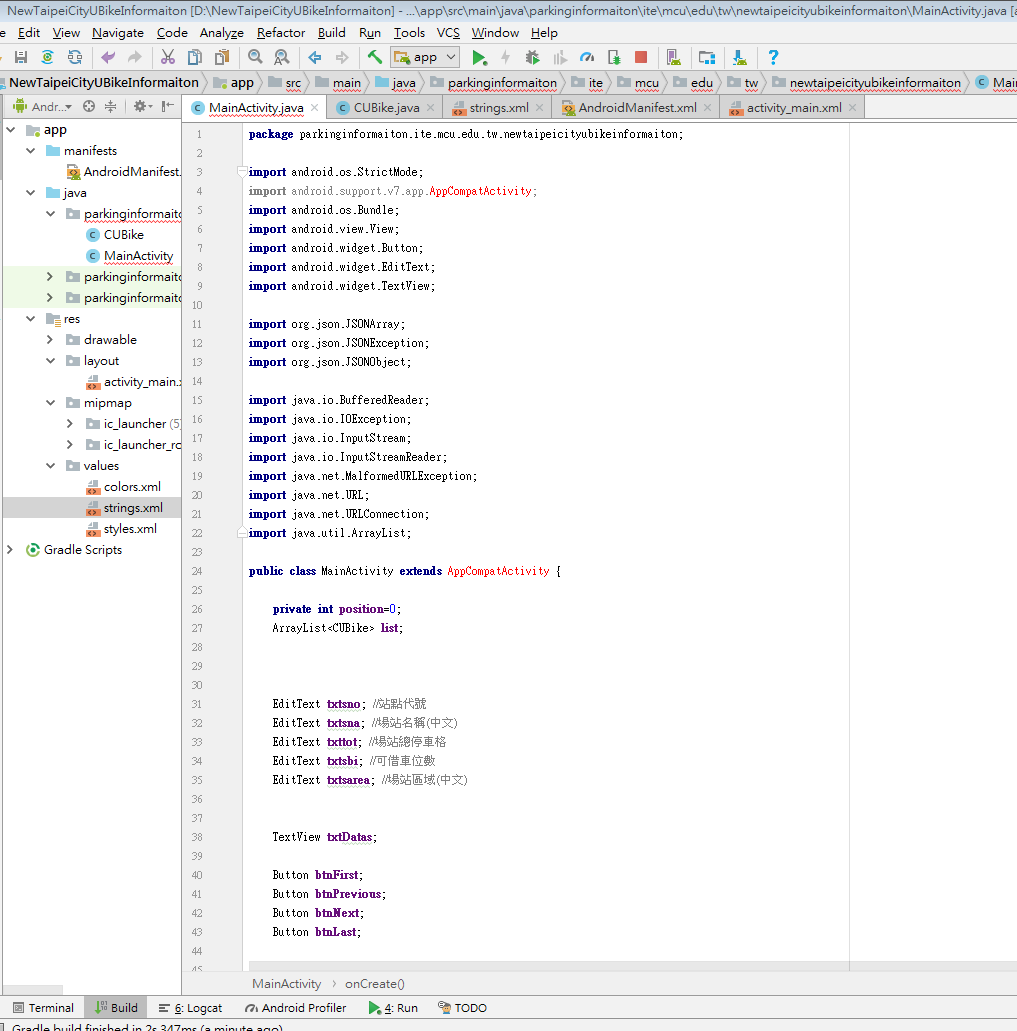 NewTaipeiCityUBikeInformaiton [D:\NewTaipeiCityUBikeInformaiton] - ...\app\src\main\java\parkinginformaiton\ite\mcu\edu\tw\newtaipeicityubikeinformaiton\MainActivity.java [
e Edit View Navigate Code Analyze Refactor Build Run Tools VCS Window Help
app
NewTaipeiCityUBikeInformaiton app src main java parkinginformaiton ite mcu edu tw newtaipeicityubikeinformaiton Mai
Andr... MainActivity.java CUBike.java strings.xml AndroidManifest.xml activity_main.xml
app
manifests
AndroidManifest.
java
parkinginformaito
CUBike
MainActivity
parkinginformaito
parkinginformaito
res
drawable
layout
activity_main.x
mipmap
ic_launcher (5)
ic_launcher_ro
values
colors.xml
strings.xml
styles.xml
Gradle Scripts
1 package parkinginformaiton.ite.mcu.edu.tw.newtaipeicityubikeinformaiton;
2
3 import android.os.StrictMode;
4 import android.support.v7.app.AppCompatActivity;
5 import android.os.Bundle;
6 import android.view.View;
7 import android.widget.Button;
8 import android.widget.EditText;
9 import android.widget.TextView;
10
11 import org.json.JSONArray;
12 import org.json.JSONException;
13 import org.json.JSONObject;
14
15 import java.io.BufferedReader;
16 import java.io.IOException;
17 import java.io.InputStream;
18 import java.io.InputStreamReader;
19 import java.net.MalformedURLException;
20 import java.net.URL;
21 import java.net.URLConnection;
22 import java.util.ArrayList;
23
24 public class MainActivity extends AppCompatActivity {
25
26 private int position=0;
27 ArrayList<CUBike> list;
28
29
30
31 EditText txtsno; //站點代號
32 EditText txtsna; //場站名稱(中文)
33 EditText txttot; //場站總停車格
34 EditText txtsbi; //可借車位數
35 EditText txtsarea; //場站區域(中文)
36
37
38 TextView txtDatas;
39
40 Button btnFirst;
41 Button btnPrevious;
42 Button btnNext;
43 Button btnLast;
44
45
MainActivity onCreate()
Terminal Build 6: Logcat Android Profiler 4: Run TODO
Gradle build finished in 2s 347ms (a minute ago)